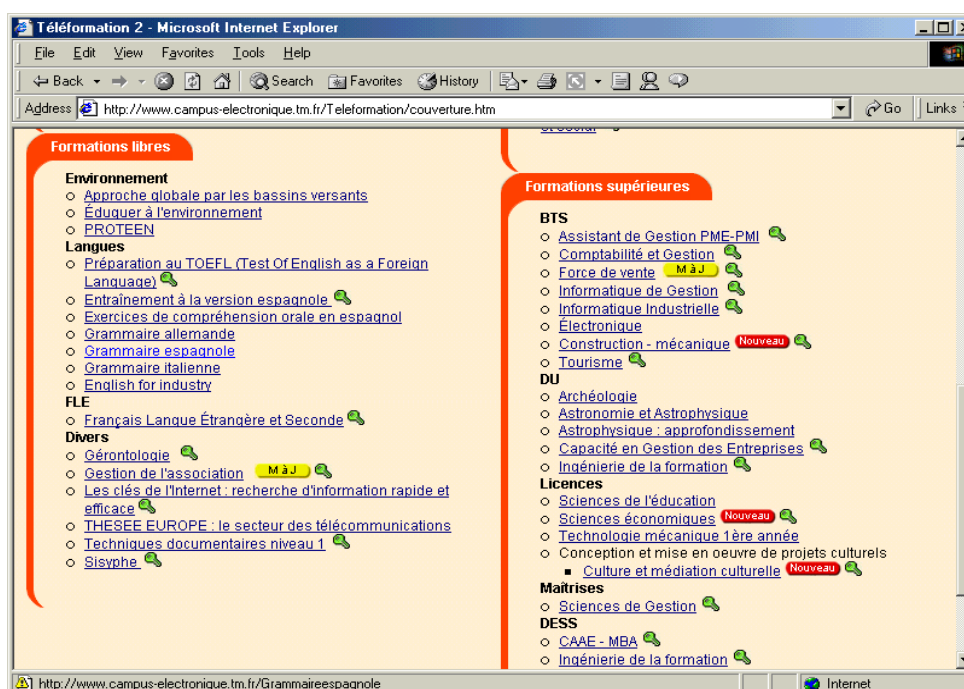 Téléformation 2 - Microsoft Internet Explorer
File Edit View Favorites Tools Help
Back Search Favorites History
Address http://www.campus-electronique.tm.fr/Teleformation/couverture.htm Go Links
Formations libres
Environnement
Approche globale par les bassins versants
Éduquer à l'environnement
PROTEEN
Langues
Préparation au TOEFL (Test Of English as a Foreign
Language)
Entraînement à la version espagnole
Exercices de compréhension orale en espagnol
Grammaire allemande
Grammaire espagnole
Grammaire italienne
English for industry
FLE
Français Langue Étrangère et Seconde
Divers
Gérontologie
Gestion de l'association M à J
Les clés de l'Internet : recherche d'information rapide et
efficace
THESEE EUROPE : le secteur des télécommunications
Techniques documentaires niveau 1
Sisyphe
et social
Formations supérieures
BTS
Assistant de Gestion PME-PMI
Comptabilité et Gestion
Force de vente M à J
Informatique de Gestion
Informatique Industrielle
Électronique
Construction - mécanique Nouveau
Tourisme
DU
Archéologie
Astronomie et Astrophysique
Astrophysique : approfondissement
Capacité en Gestion des Entreprises
Ingénierie de la formation
Licences
Sciences de l'éducation
Sciences économiques Nouveau
Technologie mécanique 1ère année
Conception et mise en oeuvre de projets culturels
Culture et médiation culturelle Nouveau
Maîtrises
Sciences de Gestion
DESS
CAAE - MBA
Ingénierie de la formation
http://www.campus-electronique.tm.fr/Grammaireespagnole Internet